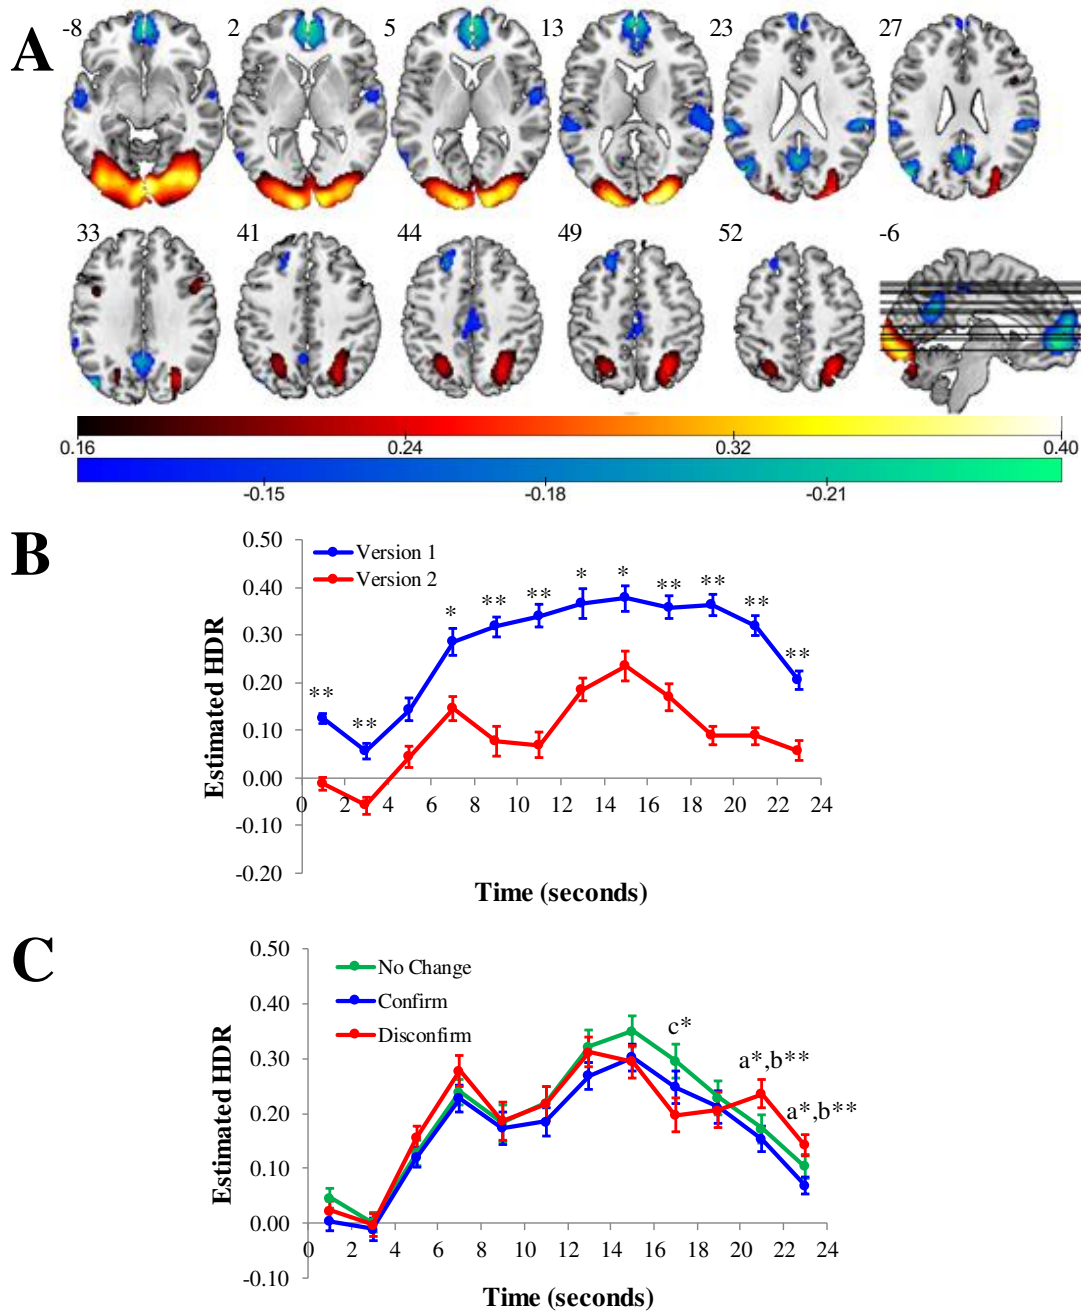 A
-8 2 5 13 23 27
33 41 44 49 52 -6
0.16 0.24 0.32 0.40
-0.15 -0.18 -0.21
B
0.50
0.40
0.30
0.20
0.10
0.00
-0.10
-0.20
Estimated HDR
Version 1
Version 2
** ** * ** ** * * ** ** ** **
0 2 4 6 8 10 12 14 16 18 20 22 24
Time (seconds)
C
0.50
0.40
0.30
0.20
0.10
0.00
-0.10
Estimated HDR
No Change
Confirm
Disconfirm
c*
a*,b**
a*,b**
0 2 4 6 8 10 12 14 16 18 20 22 24
Time (seconds)